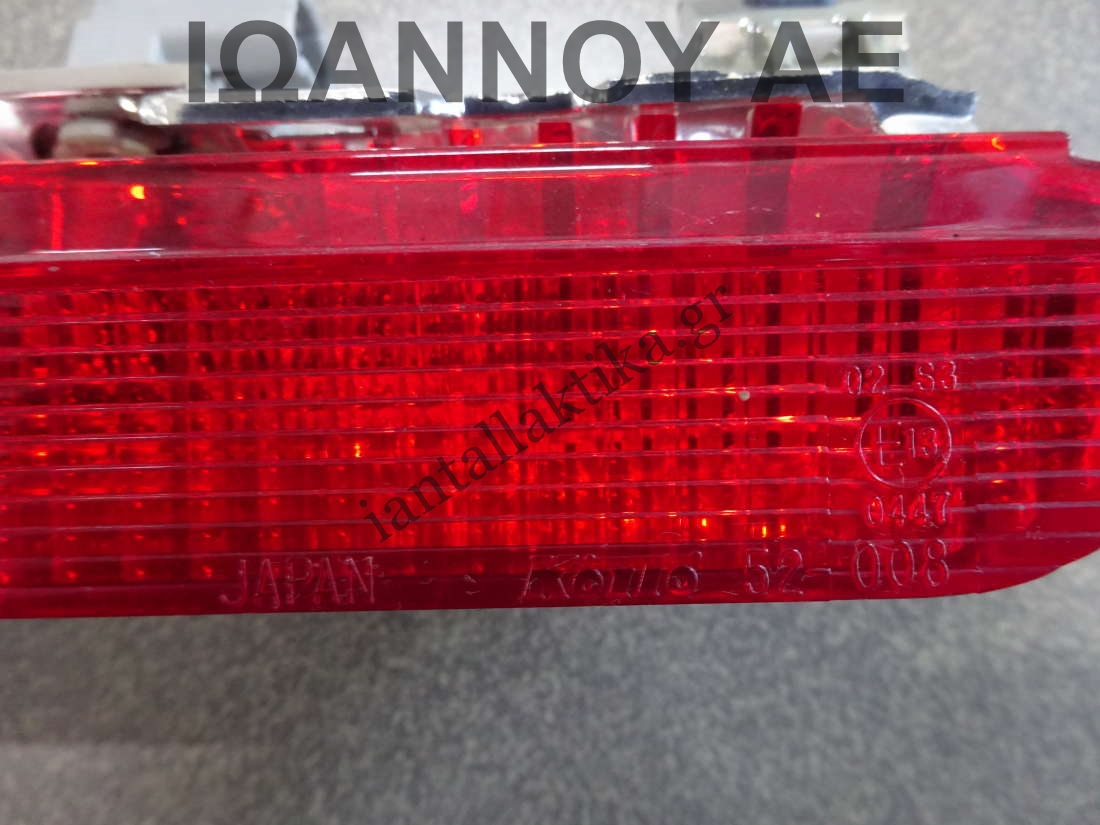 ΙΩΑΝΝΟΥ ΑΕ
iantallaktika.gr
02 S3
E13
0447
JAPAN Koito 52-008